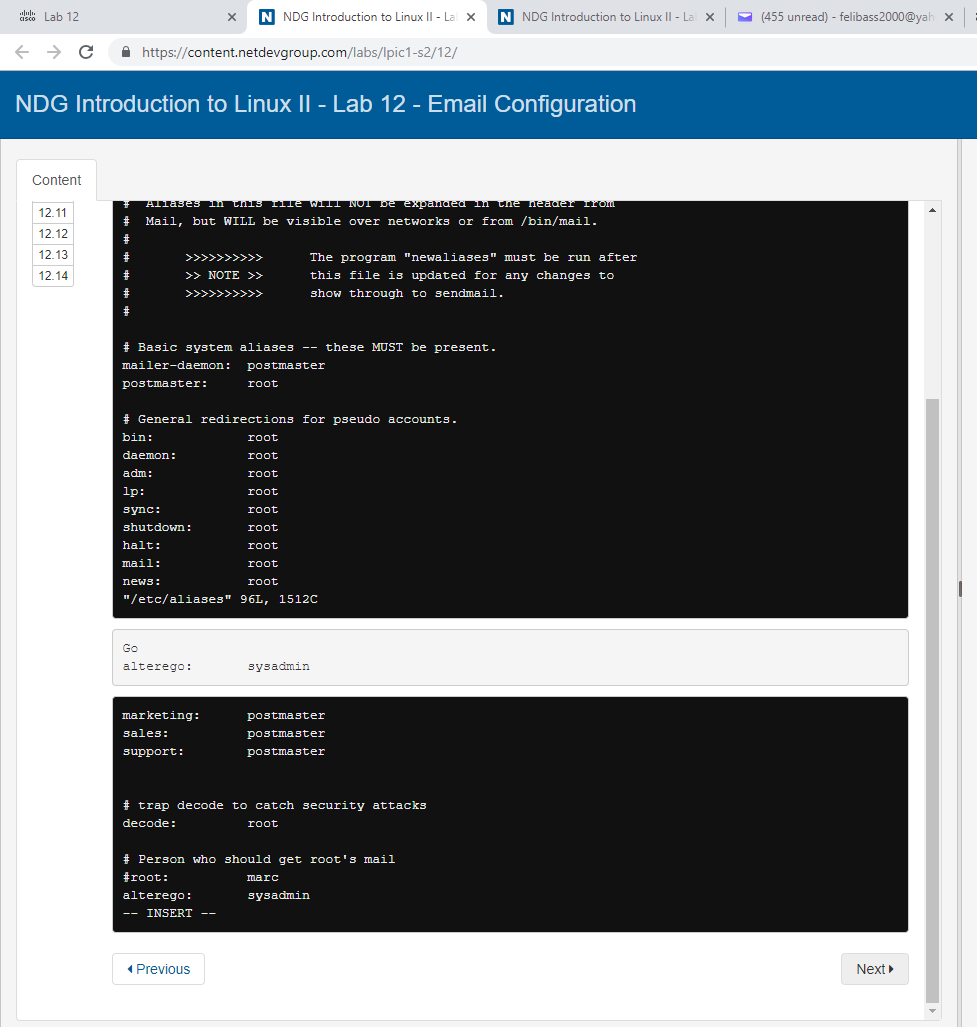 cisco
Lab 12
N
NDG Introduction to Linux II - La
N
NDG Introduction to Linux II - La
(455 unread) - felibass2000@yah
https://content.netdevgroup.com/labs/lpic1-s2/12/
NDG Introduction to Linux II - Lab 12 - Email Configuration
Content
12.11
12.12
12.13
12.14
#  Aliases in this file will NOT be expanded in the header from
#  Mail, but WILL be visible over networks or from /bin/mail.
#
#       >>>>>>>>>>      The program "newaliases" must be run after
#       >> NOTE >>      this file is updated for any changes to
#       >>>>>>>>>>      show through to sendmail.
#
# Basic system aliases -- these MUST be present.
mailer-daemon:  postmaster
postmaster:     root
# General redirections for pseudo accounts.
bin:            root
daemon:         root
adm:            root
lp:             root
sync:           root
shutdown:       root
halt:           root
mail:           root
news:           root
"/etc/aliases" 96L, 1512C
Go
alterego:       sysadmin
marketing:      postmaster
sales:          postmaster
support:        postmaster
# trap decode to catch security attacks
decode:         root
# Person who should get root's mail
#root:          marc
alterego:       sysadmin
-- INSERT --
Previous
Next